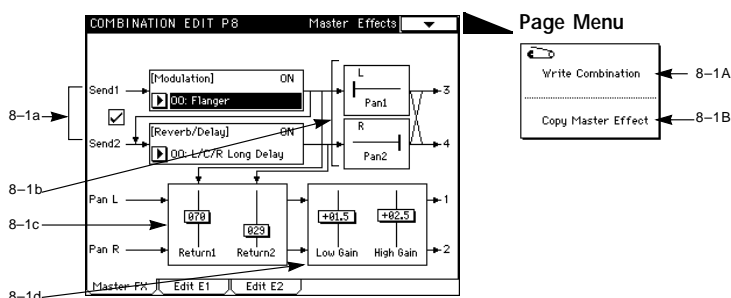 COMBINATION EDIT P8 Master Effects
Page Menu
Write Combination
8-1A
Copy Master Effect
8-1B
8-1a
Send1
[Modulation] ON
00: Flanger
L
Pan1
3
Send2
[Reverb/Delay] ON
00: L/C/R Long Delay
R
Pan2
4
8-1b
Pan L
070
029
+01.5
+02.5
1
8-1c
Pan R
Return1
Return2
Low Gain
High Gain
2
8-1d
Master FX
Edit E1
Edit E2